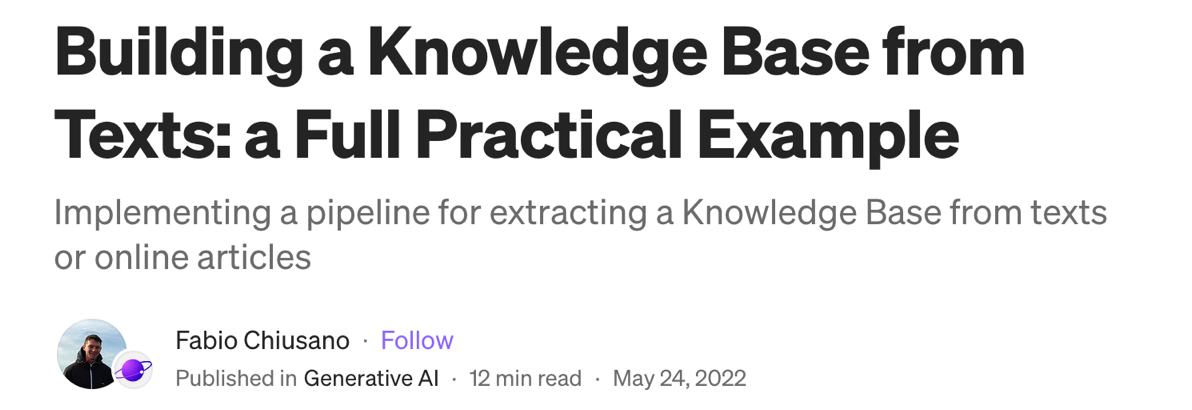 Building a Knowledge Base from
Texts: a Full Practical Example
Implementing a pipeline for extracting a Knowledge Base from texts
or online articles
Fabio Chiusano · Follow
Published in Generative AI · 12 min read · May 24, 2022